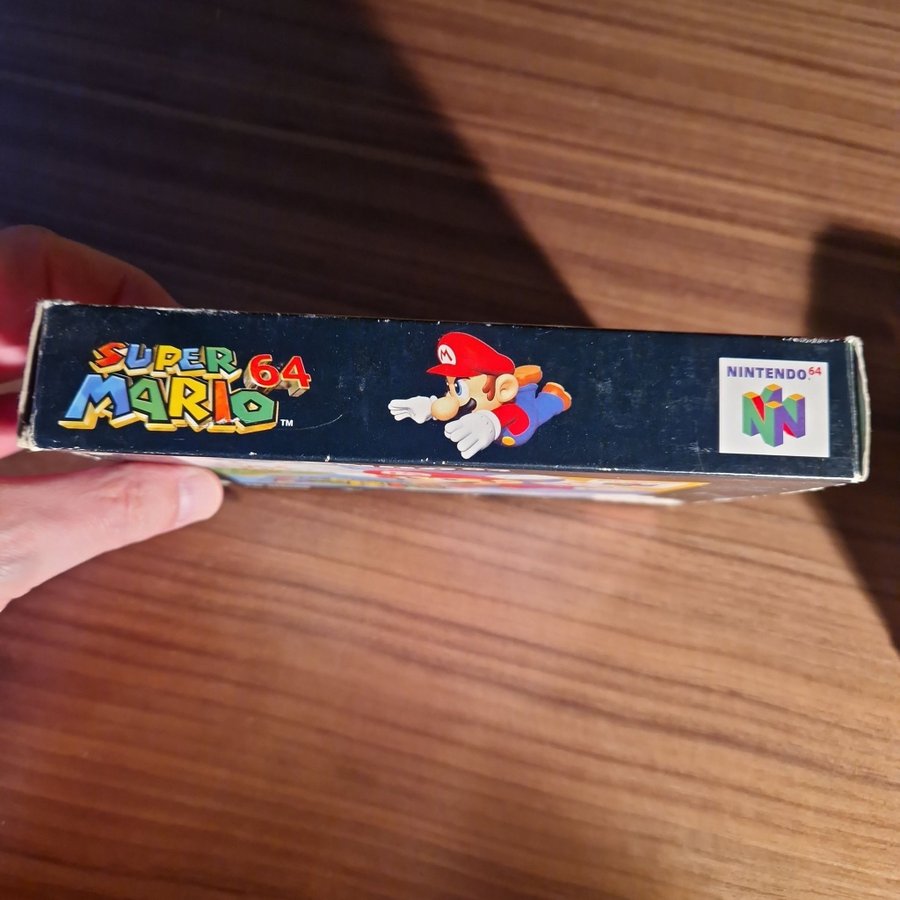 SUPER
MARIO 64 ™
M
NINTENDO 64